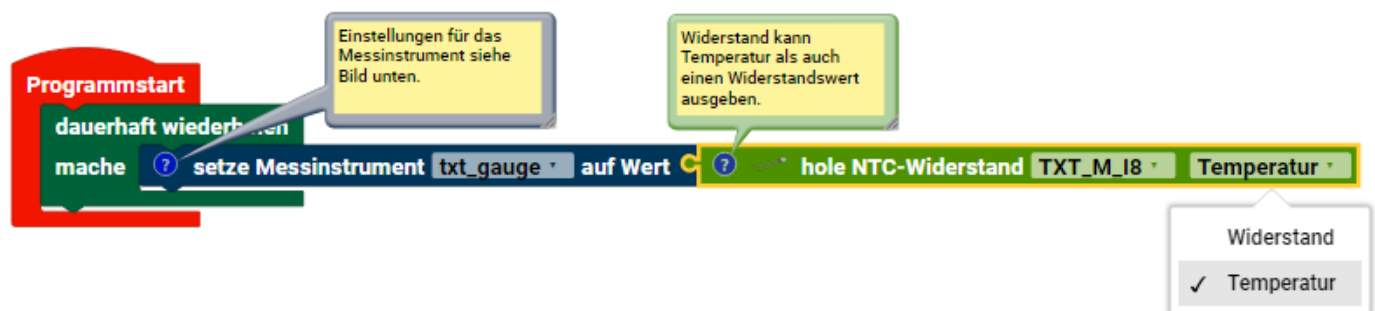 Einstellungen für das
Messinstrument siehe
Bild unten.
Widerstand kann
Temperatur als auch
einen Widerstandswert
ausgeben.
Programmstart
dauerhaft wiederholen
mache ? setze Messinstrument txt_gauge auf Wert ? hole NTC-Widerstand TXT_M_I8 Temperatur
Widerstand
✓ Temperatur